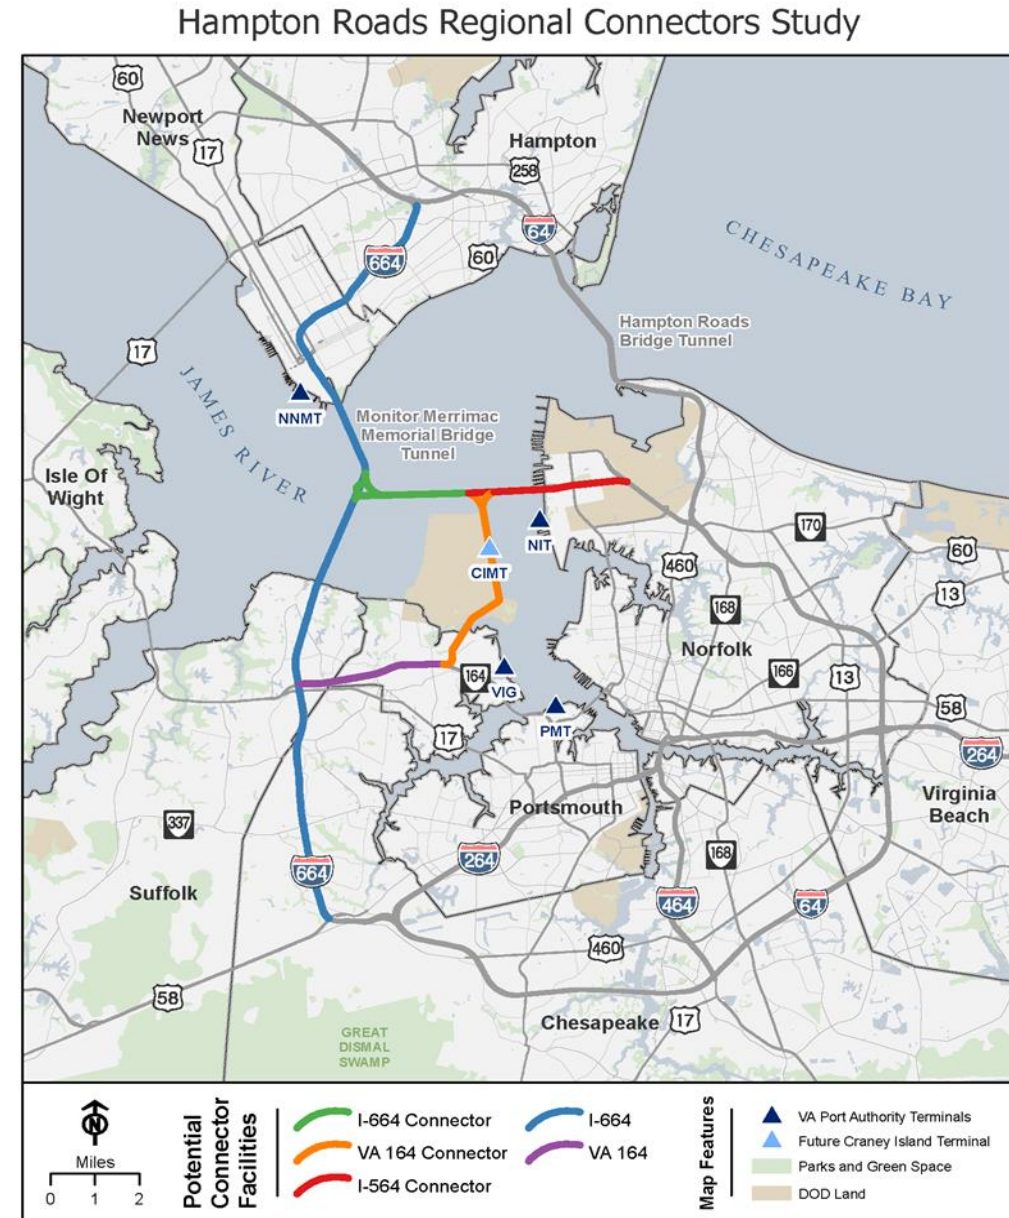 Hampton Roads Regional Connectors Study
60
Newport
News
17
Hampton
258
64
664
60
CHESAPEAKE BAY
Hampton Roads
Bridge Tunnel
17
JAMES RIVER
NNMT
Monitor Merrimac
Memorial Bridge
Tunnel
Isle Of
Wight
NIT
170
CIMT
460
60
13
168
Norfolk
166
13
164
VIG
58
17
PMT
264
Portsmouth
Virginia
Beach
337
664
264
168
Suffolk
464
64
460
58
Chesapeake
17
GREAT
DISMAL
SWAMP
N
Miles
0 1 2
Potential
Connector
Facilities
I-664 Connector
VA 164 Connector
I-564 Connector
I-664
VA 164
Map Features
VA Port Authority Terminals
Future Craney Island Terminal
Parks and Green Space
DOD Land